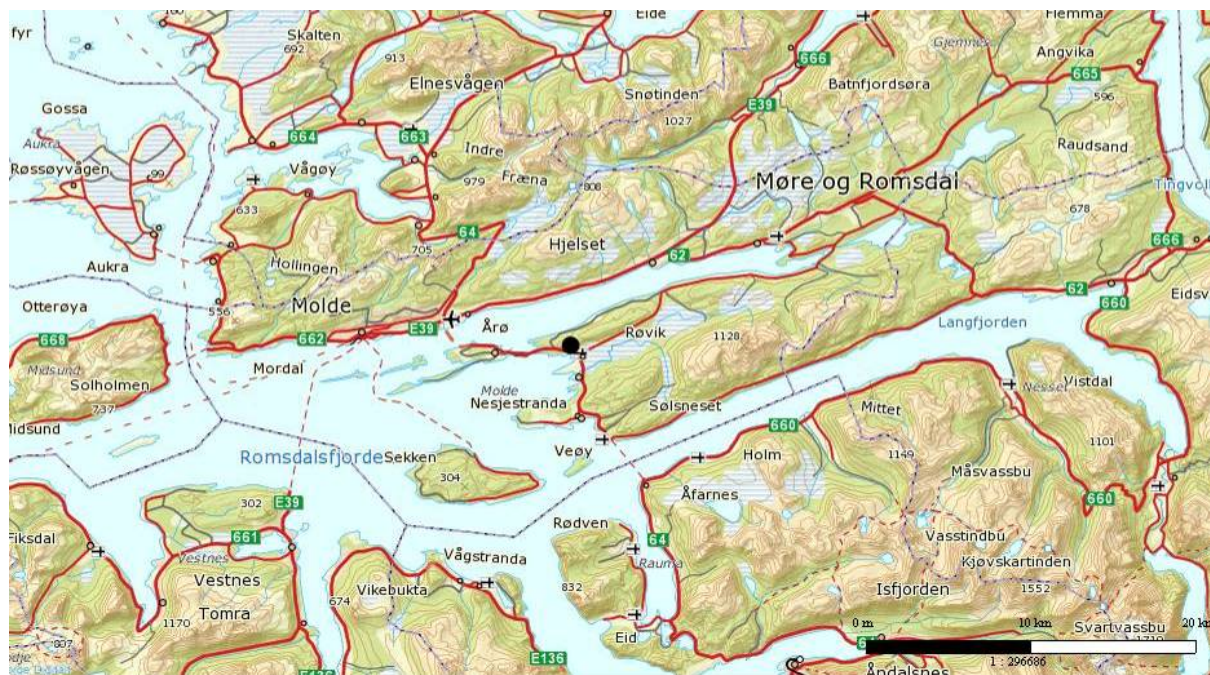 fyr
160
Skalten
692
913
Eide
Flemma
Gjemnes
Angvika
666
665
Elnesvågen
Batnfjordsøra
Snøtinden
E39
596
Gossa
1027
664
663
Aukra
Indre
Raudsand
Røssøyvågen
99
Vågøy
Fræna
979
808
Møre og Romsdal
Tingvoll
633
678
64
Hjelset
666
705
62
Aukra
Hollingen
62
660
Otterøya
Molde
Eidsv
556
Årø
Langfjorden
668
662
E39
Røvik
1128
Midsund
Mordal
Solholmen
Molde
Nesset
Vistdal
737
Nesjestranda
Sølsneset
Mittet
Midsund
660
1101
Veøy
Romsdalsfjorde
Sekken
Holm
1149
304
Måsvassbu
302
E39
Åfarnes
660
Rødven
661
64
Vasstindbu
Fiksdal
Vestnes
Vågstranda
Rauma
Kjøvskartinden
Vestnes
Vikebukta
832
Isfjorden
1552
674
Tomra
1170
0 m
10 km
20 km
Eid
Svartvassbu
807
1719
E136
64
1 : 296686
E136
Åndalsnes